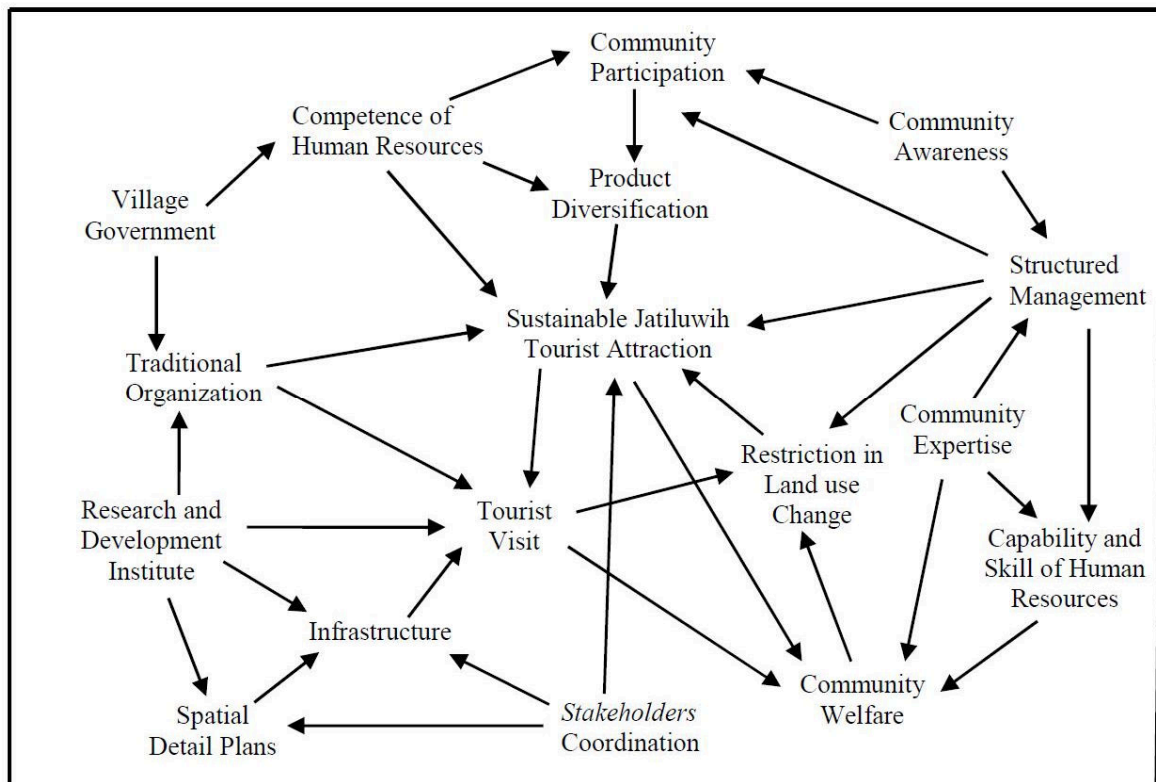 Community
Participation
Competence of
Human Resources
Community
Awareness
Product
Diversification
Village
Government
Structured
Management
Sustainable Jatiluwih
Tourist Attraction
Traditional
Organization
Community
Expertise
Restriction in
Land use
Change
Research and
Development
Institute
Tourist
Visit
Capability and
Skill of Human
Resources
Infrastructure
Community
Welfare
Spatial
Detail Plans
Stakeholders
Coordination